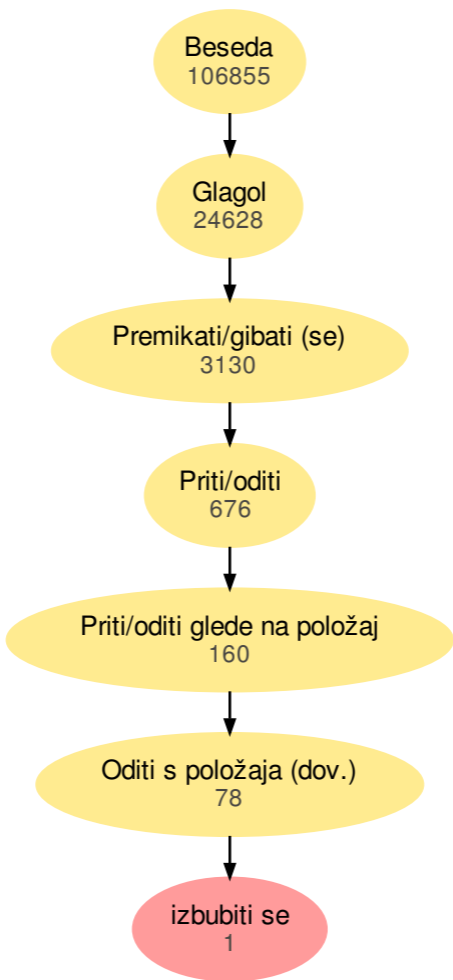 Beseda
106855
Glagol
24628
Premikati/gibati (se)
3130
Priti/oditi
676
Priti/oditi glede na položaj
160
Oditi s položaja (dov.)
78
izbubiti se
1